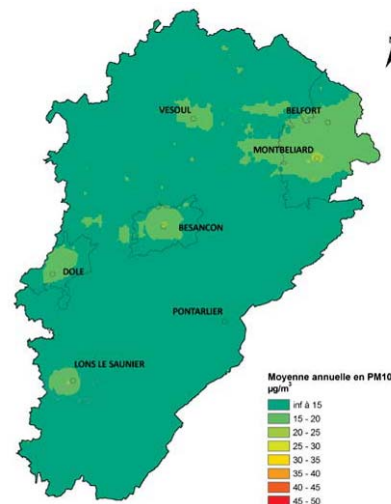 VESOUL
BELFORT
MONTBELIARD
BESANCON
DOLE
PONTARLIER
LONS LE SAUNIER
Moyenne annuelle en PM10
µg/m³
inf à 15
15 - 20
20 - 25
25 - 30
30 - 35
35 - 40
40 - 45
45 - 50